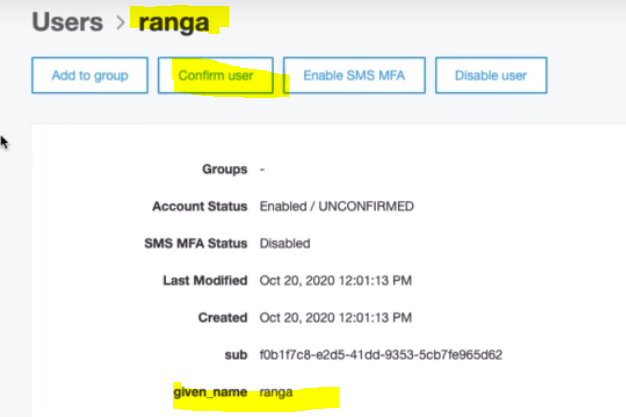 Users > ranga
Add to group Confirm user Enable SMS MFA Disable user
Groups -
Account Status Enabled / UNCONFIRMED
SMS MFA Status Disabled
Last Modified Oct 20, 2020 12:01:13 PM
Created Oct 20, 2020 12:01:13 PM
sub f0b1f7c8-e2d5-41dd-9353-5cb7fe965d62
given_name ranga